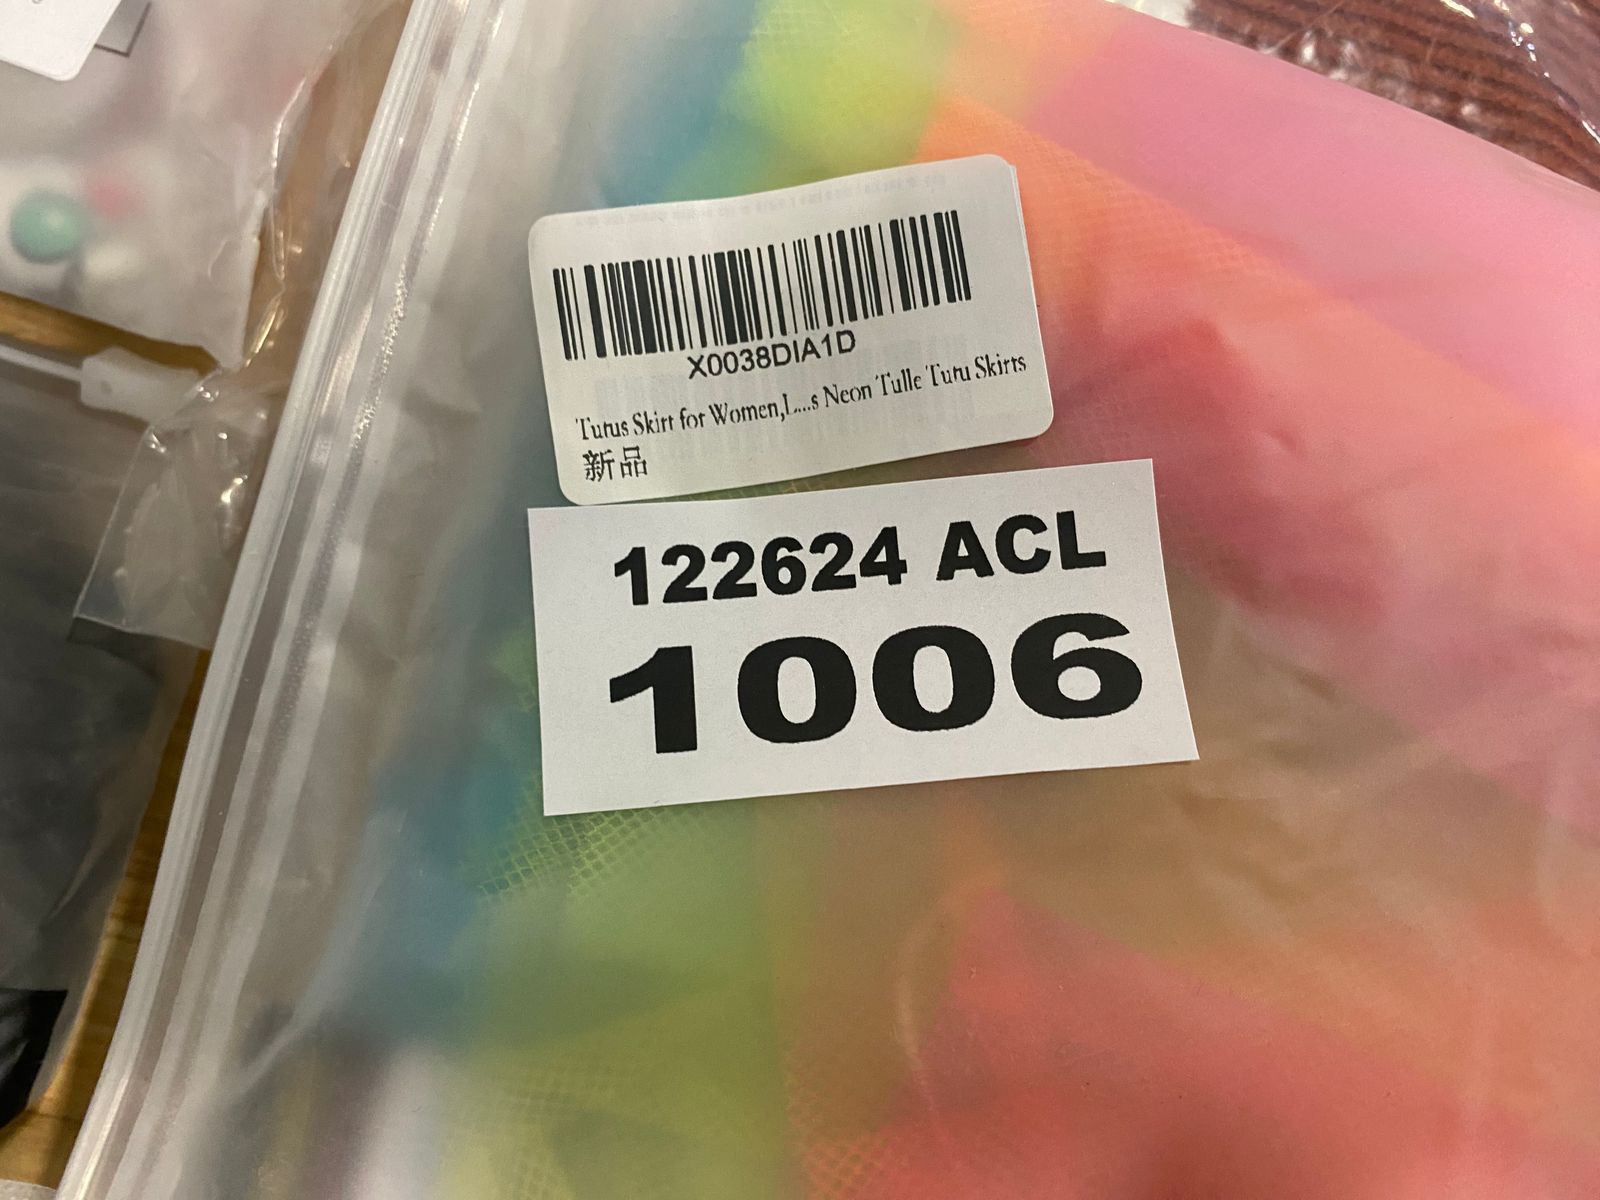 X0038DIA1D
Tutus Skirt for Women,L...s Neon Tulle Tutu Skirts
新品
122624 ACL
1006